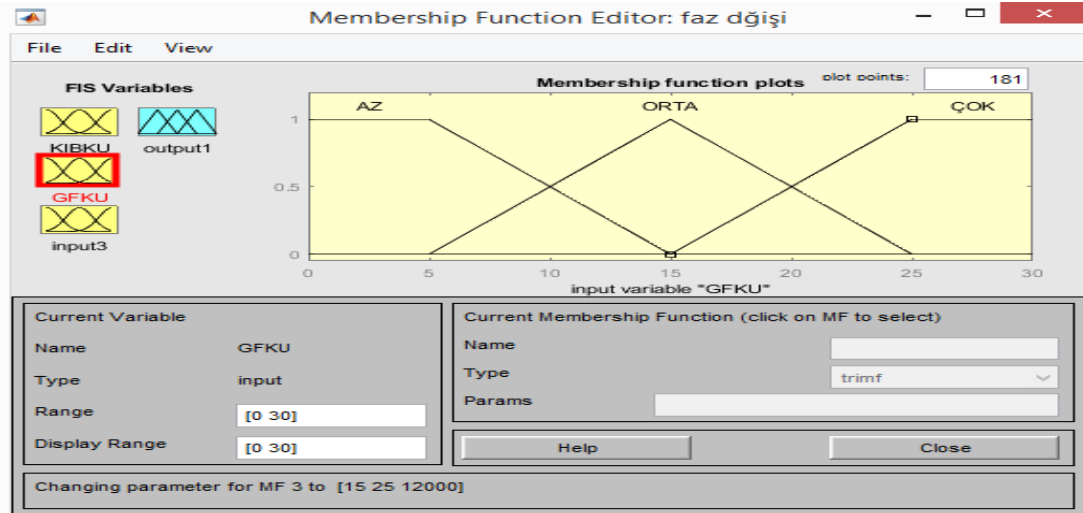 Membership Function Editor: faz dğişi
File Edit View
FIS Variables
KIBKU output1
GFKU
input3
Membership function plots plot points: 181
AZ ORTA ÇOK
1
0.5
0
0 5 10 15 20 25 30
input variable "GFKU"
Current Variable
Name GFKU
Type input
Range [0 30]
Display Range [0 30]
Current Membership Function (click on MF to select)
Name
Type trimf
Params
Help Close
Changing parameter for MF 3 to [15 25 12000]